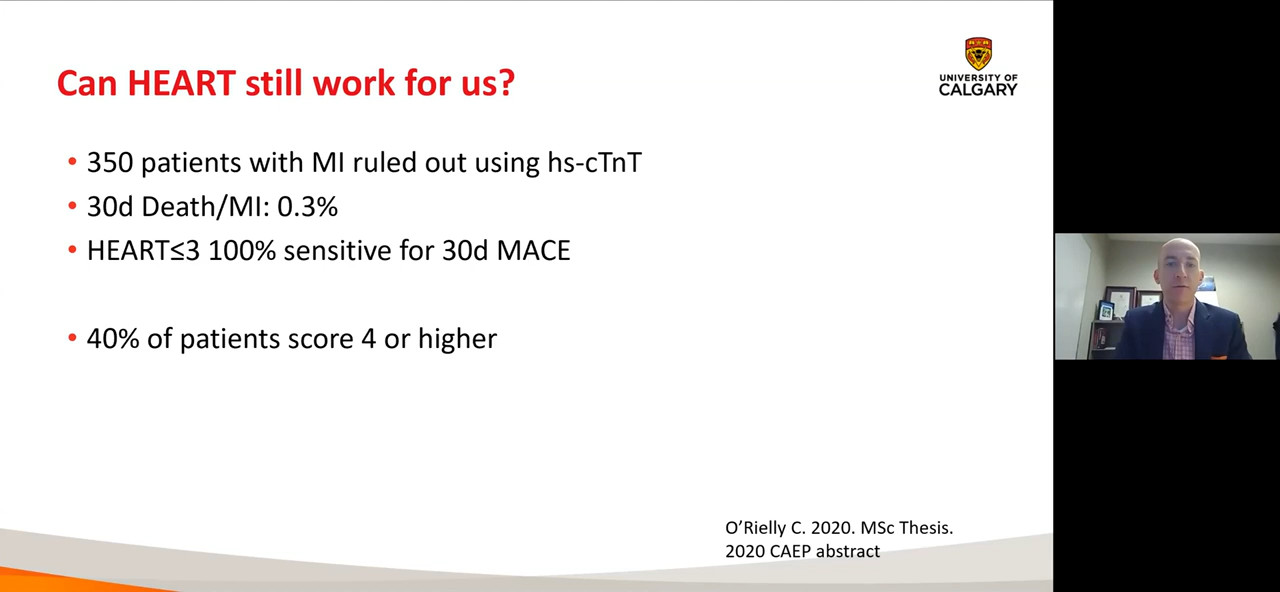 Can HEART still work for us?
UNIVERSITY OF
CALGARY
• 350 patients with MI ruled out using hs-cTnT
• 30d Death/MI: 0.3%
• HEART≤3 100% sensitive for 30d MACE
• 40% of patients score 4 or higher
O’Rielly C. 2020. MSc Thesis.
2020 CAEP abstract